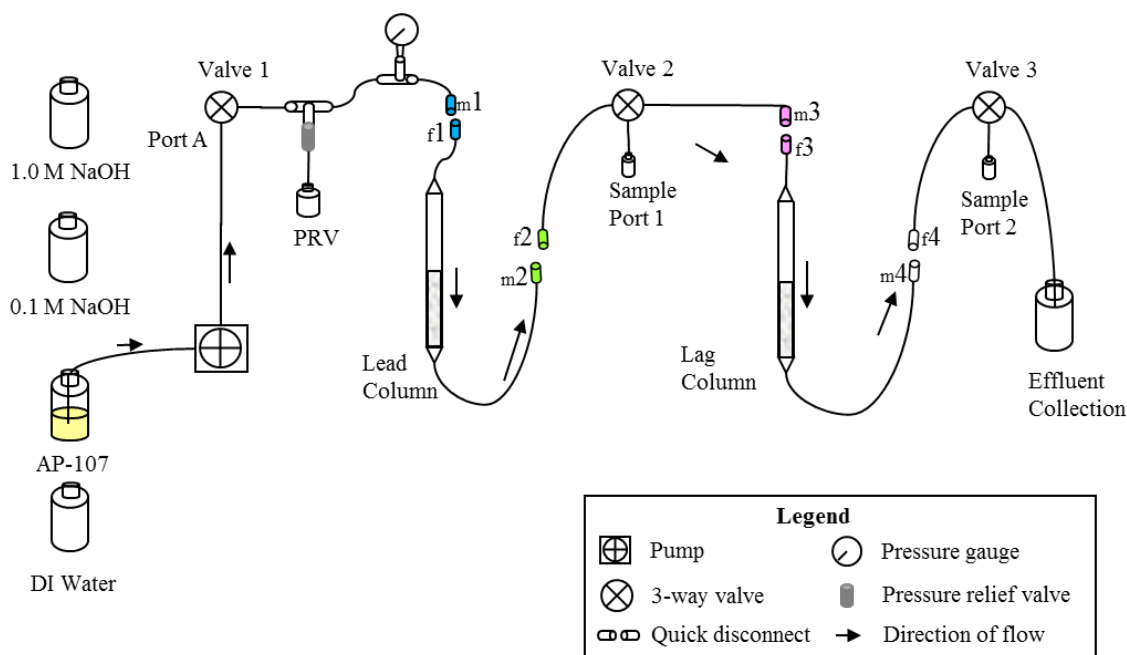 Valve 1
Valve 2
Valve 3
m1
f1
m3
f3
Port A
1.0 M NaOH
PRV
Sample
Port 1
Sample
Port 2
f2
m2
f4
m4
0.1 M NaOH
Lead
Column
Lag
Column
Effluent
Collection
AP-107
DI Water
Legend
Pump
Pressure gauge
3-way valve
Pressure relief valve
Quick disconnect
Direction of flow